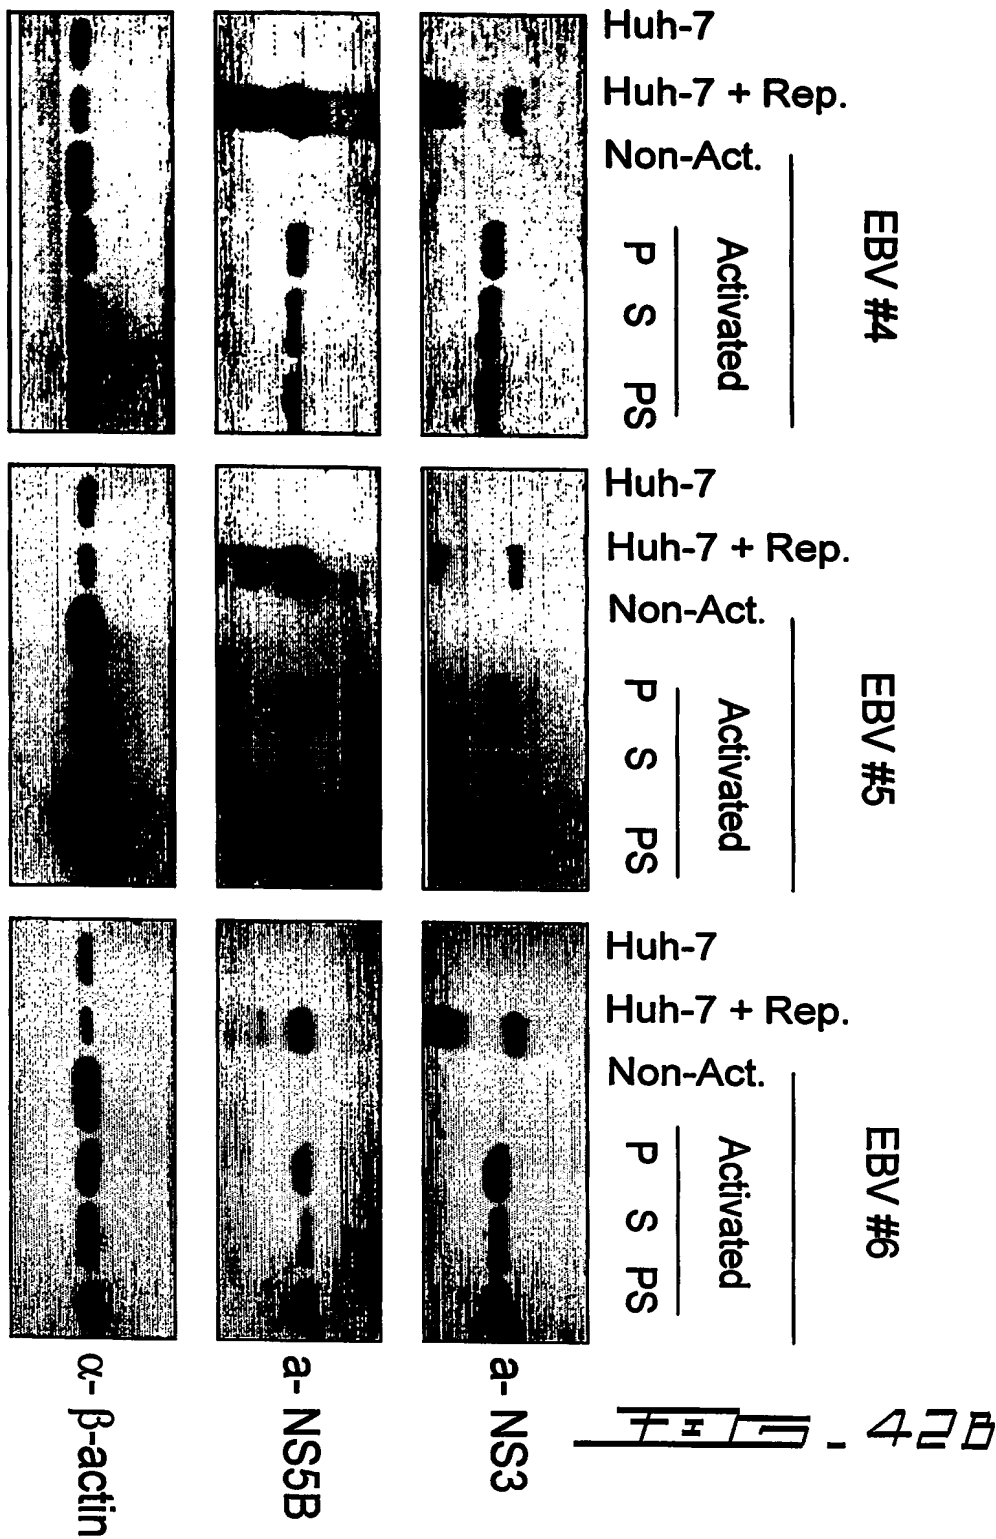 EBV #4
Activated
Huh-7
Huh-7 + Rep.
Non-Act.
P
S
PS
EBV #5
Activated
Huh-7
Huh-7 + Rep.
Non-Act.
P
S
PS
EBV #6
Activated
Huh-7
Huh-7 + Rep.
Non-Act.
P
S
PS
a- NS3
a- NS5B
α- β-actin
FIG - 42B